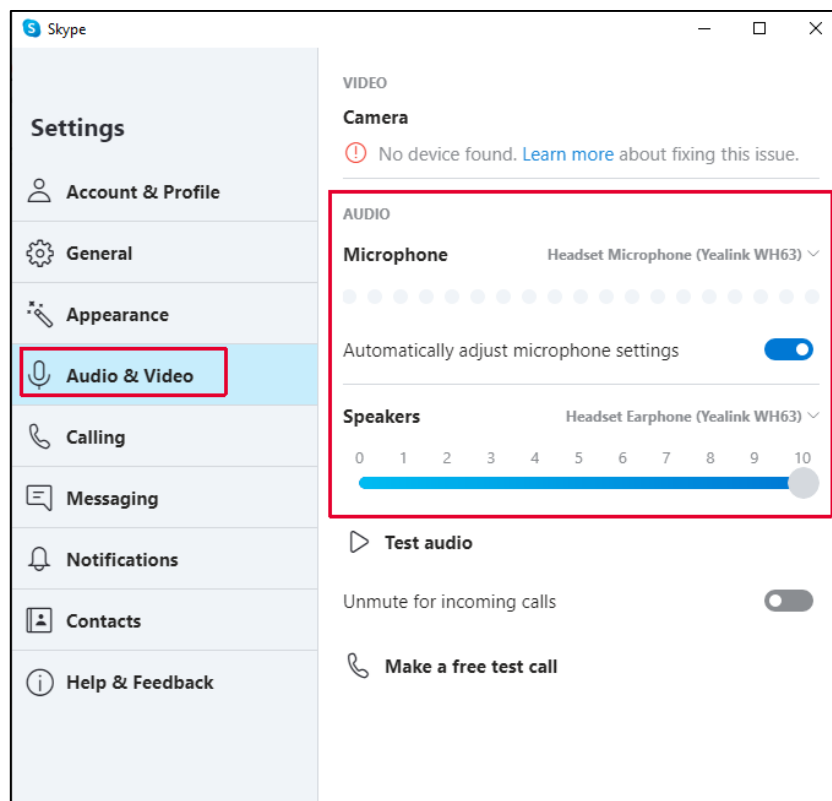 Skype
Settings
Account & Profile
General
Appearance
Audio & Video
Calling
Messaging
Notifications
Contacts
Help & Feedback
VIDEO
Camera
No device found. Learn more about fixing this issue.
AUDIO
Microphone Headset Microphone (Yealink WH63)
Automatically adjust microphone settings
Speakers Headset Earphone (Yealink WH63)
0 1 2 3 4 5 6 7 8 9 10
Test audio
Unmute for incoming calls
Make a free test call